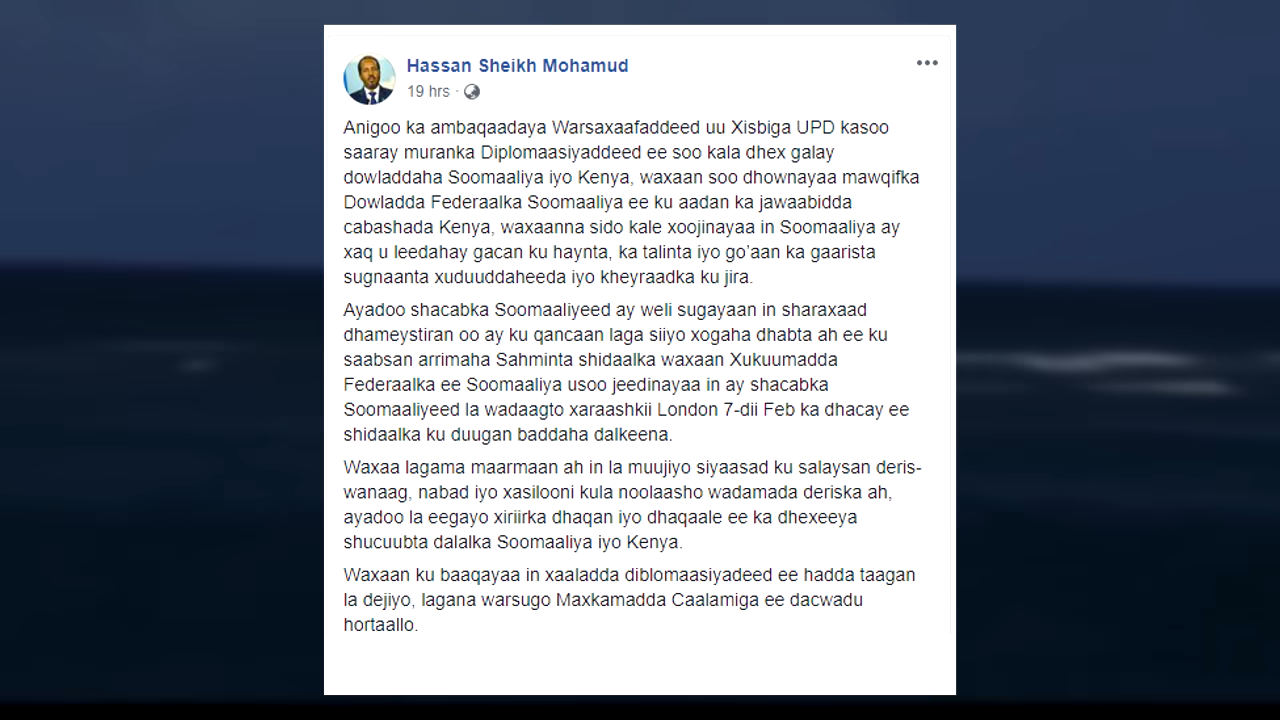 Hassan Sheikh Mohamud
19 hrs ·
Anigoo ka ambaqaadaya Warsaxaafaddeed uu Xisbiga UPD kasoo
saaray muranka Diplomaasiyaddeed ee soo kala dhex galay
dowladdaha Soomaaliya iyo Kenya, waxaan soo dhownayaa mawqifka
Dowladda Federaalka Soomaaliya ee ku aadan ka jawaabidda
cabashada Kenya, waxaanna sido kale xoojinayaa in Soomaaliya ay
xaq u leedahay gacan ku haynta, ka talinta iyo go’aan ka gaarista
sugnaanta xuduuddaheeda iyo kheyraadka ku jira.
Ayadoo shacabka Soomaaliyeed ay weli sugayaan in sharaxaad
dhameystiran oo ay ku qancaan laga siiyo xogaha dhabta ah ee ku
saabsan arrimaha Sahminta shidaalka waxaan Xukuumadda
Federaalka ee Soomaaliya usoo jeedinayaa in ay shacabka
Soomaaliyeed la wadaagto xaraashkii London 7-dii Feb ka dhacay ee
shidaalka ku duugan baddaha dalkeena.
Waxaa lagama maarmaan ah in la muujiyo siyaasad ku salaysan deris-
wanaag, nabad iyo xasilooni kula noolaasho wadamada deriska ah,
ayadoo la eegayo xiriirka dhaqan iyo dhaqaale ee ka dhexeeya
shucuubta dalalka Soomaaliya iyo Kenya.
Waxaan ku baaqayaa in xaaladda diblomaasiyadeed ee hadda taagan
la dejiyo, lagana warsugo Maxkamadda Caalamiga ee dacwadu
hortaallo.